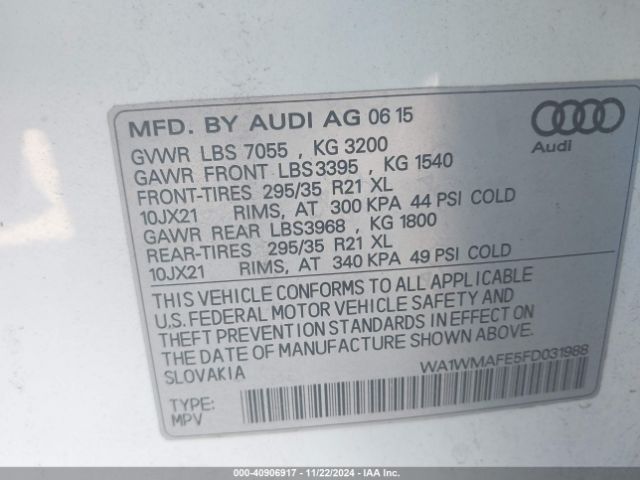 MFD. BY AUDI AG 06 15
GVWR LBS 7055 , KG 3200
GAWR FRONT LBS3395 , KG 1540
FRONT-TIRES 295/35 R21 XL
10JX21 RIMS, AT 300 KPA 44 PSI COLD
GAWR REAR LBS3968 , KG 1800
REAR-TIRES 295/35 R21 XL
10JX21 RIMS, AT 340 KPA 49 PSI COLD
Audi
THIS VEHICLE CONFORMS TO ALL APPLICABLE
U.S. FEDERAL MOTOR VEHICLE SAFETY AND
THEFT PREVENTION STANDARDS IN EFFECT ON
THE DATE OF MANUFACTURE SHOWN ABOVE.
SLOVAKIA
WA1WMAFE5FD031988
TYPE:
MPV
000-40906917 - 11/22/2024 - IAA Inc.